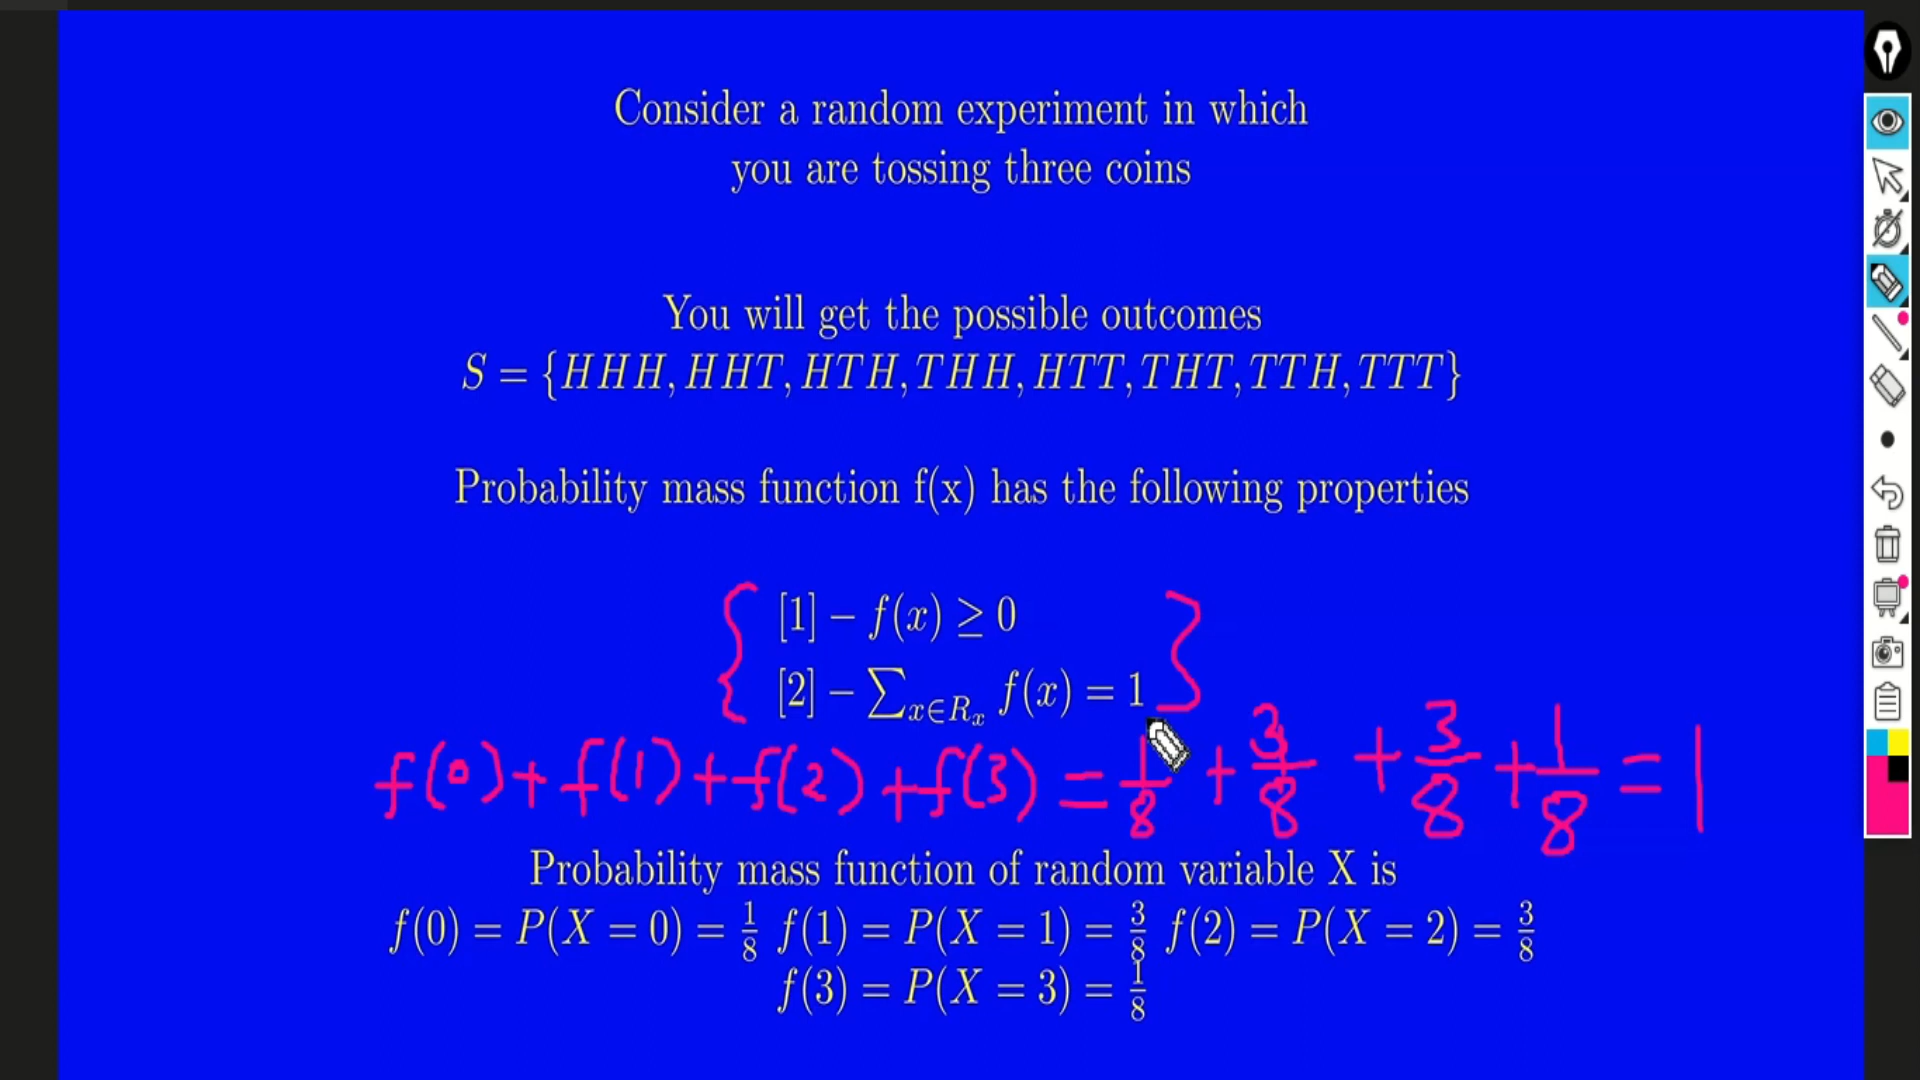 Consider a random experiment in which
you are tossing three coins
You will get the possible outcomes
S = {HHH, HHT, HTH, THH, HTT, THT, TTH, TTT}
Probability mass function f(x) has the following properties
[1] − f(x) ≥ 0
[2] − ∑_{x∈R_x} f(x) = 1
f(0) + f(1) + f(2) + f(3) = 1/8 + 3/8 + 3/8 + 1/8 = 1
Probability mass function of random variable X is
f(0) = P(X = 0) = 1/8 f(1) = P(X = 1) = 3/8 f(2) = P(X = 2) = 3/8
f(3) = P(X = 3) = 1/8